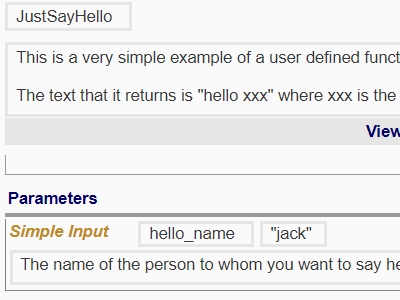 JustSayHello
This is a very simple example of a user defined funct
The text that it returns is "hello xxx" where xxx is the
View
Parameters
Simple Input hello_name "jack"
The name of the person to whom you want to say he